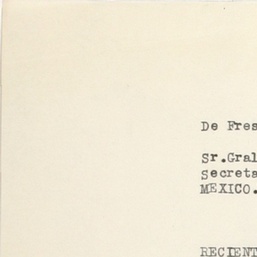 De Fres
Sr.Gral
Secreta
MEXICO.
RECIENT